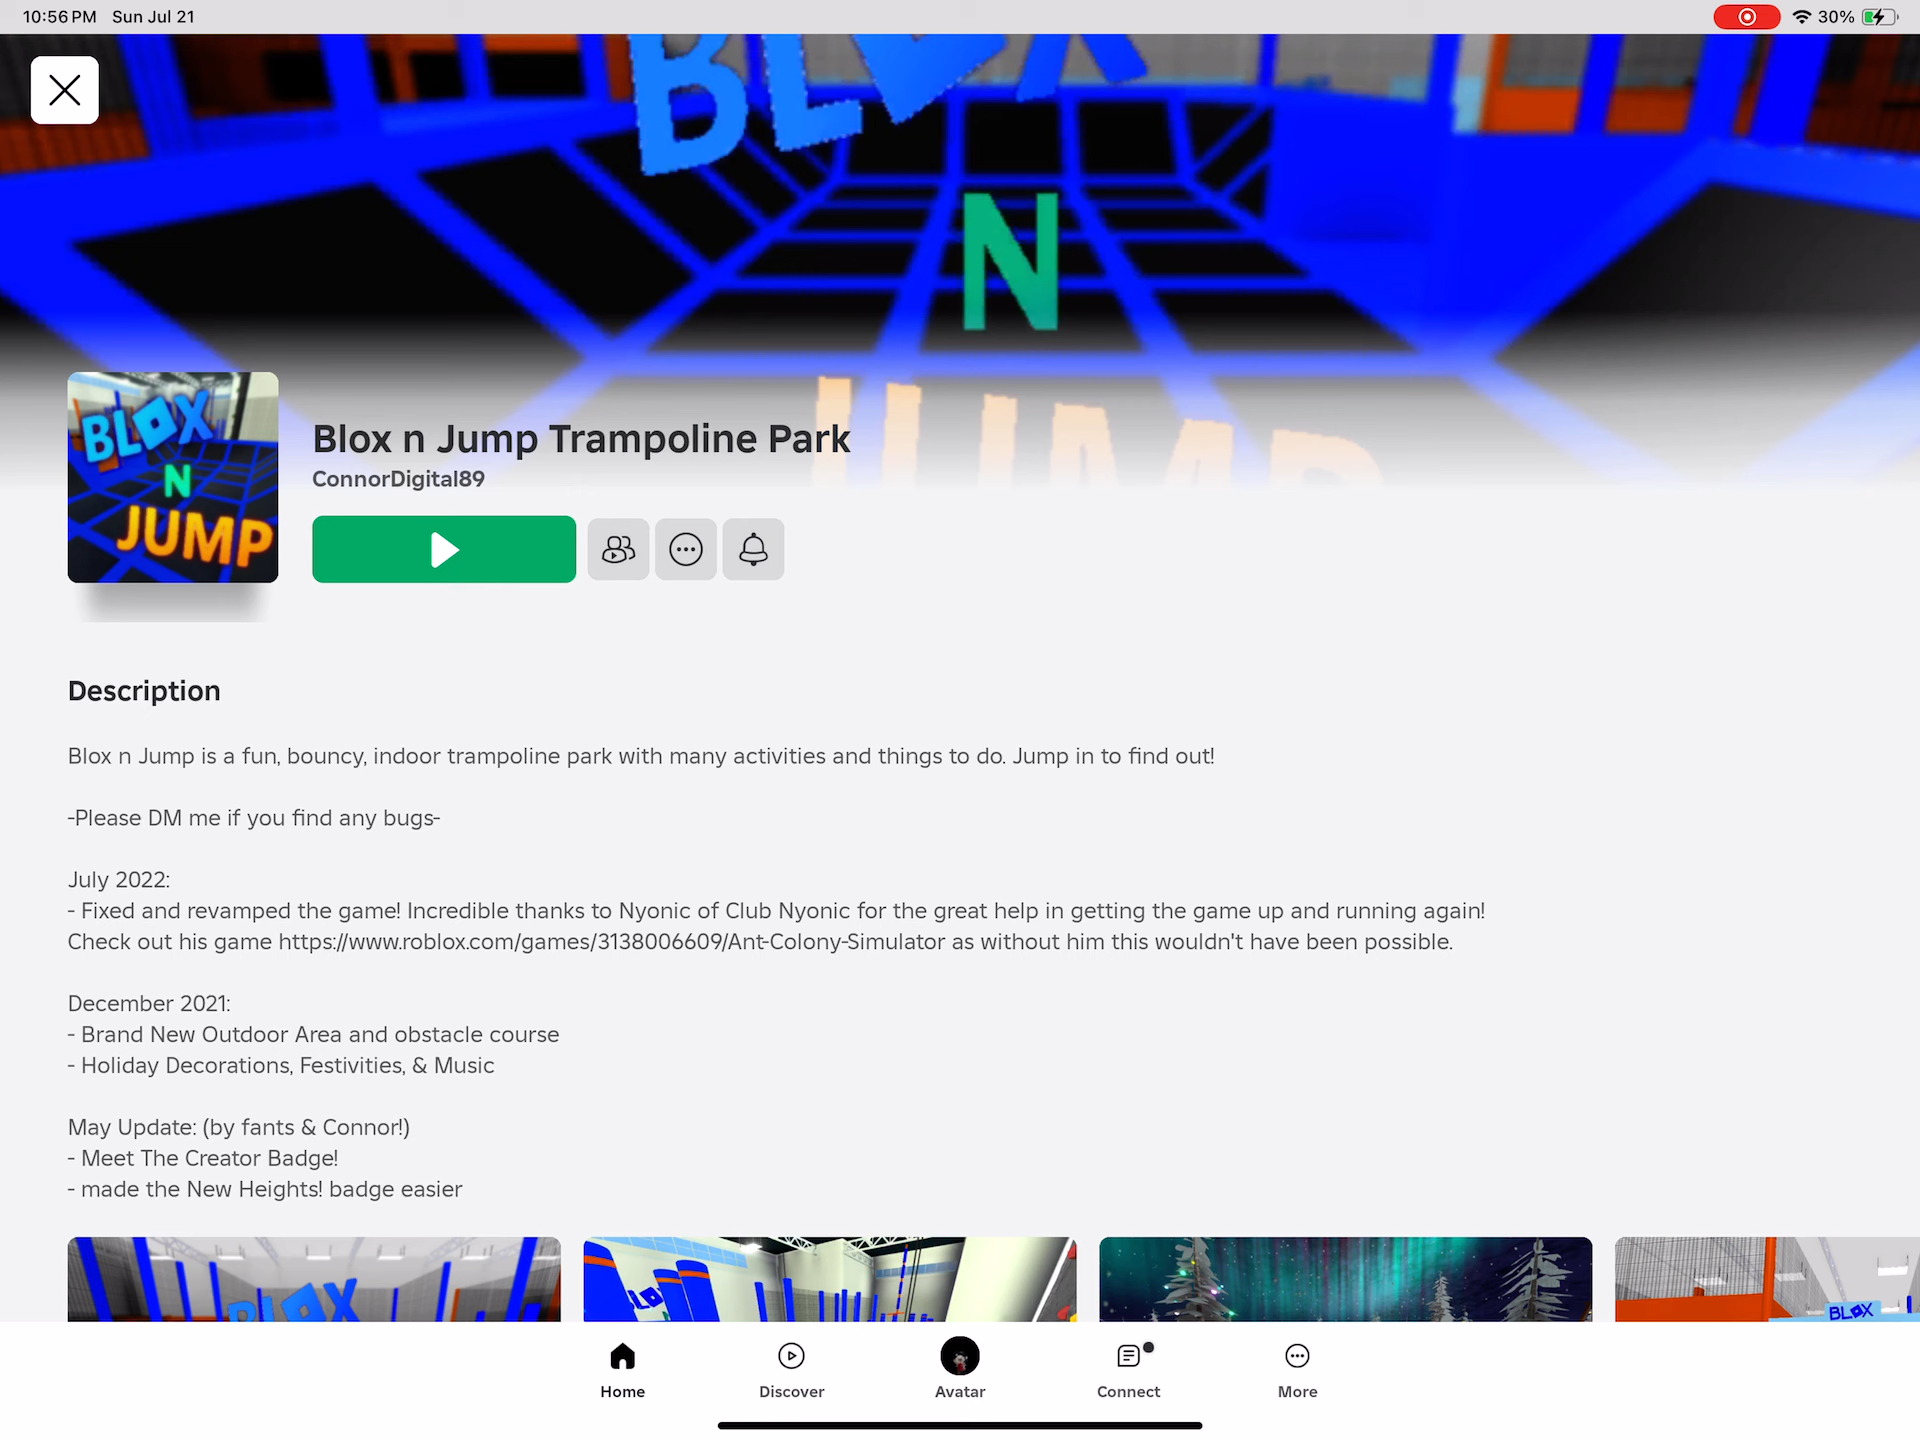 10:56 PM Sun Jul 21
30%
BLOX
N
JUMP
BLOX
N
JUMP
Blox n Jump Trampoline Park
ConnorDigital89
Description
Blox n Jump is a fun, bouncy, indoor trampoline park with many activities and things to do. Jump in to find out!
-Please DM me if you find any bugs-
July 2022:
- Fixed and revamped the game! Incredible thanks to Nyonic of Club Nyonic for the great help in getting the game up and running again!
Check out his game https://www.roblox.com/games/3138006609/Ant-Colony-Simulator as without him this wouldn't have been possible.
December 2021:
- Brand New Outdoor Area and obstacle course
- Holiday Decorations, Festivities, & Music
May Update: (by fants & Connor!)
- Meet The Creator Badge!
- made the New Heights! badge easier
BLOX
BLOX
Home
Discover
Avatar
Connect
More